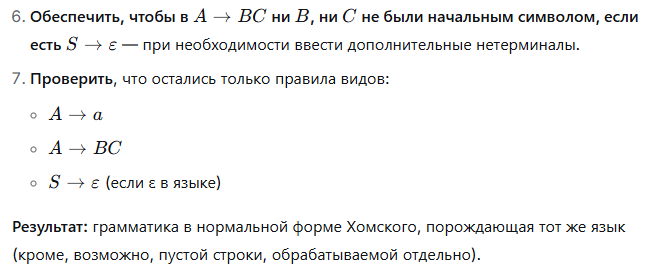 6. Обеспечить, чтобы в A → BC ни B, ни C не были начальным символом, если
есть S → ε — при необходимости ввести дополнительные нетерминалы.
7. Проверить, что остались только правила видов:
○ A → a
○ A → BC
○ S → ε (если ε в языке)
Результат: грамматика в нормальной форме Хомского, порождающая тот же язык
(кроме, возможно, пустой строки, обрабатываемой отдельно).